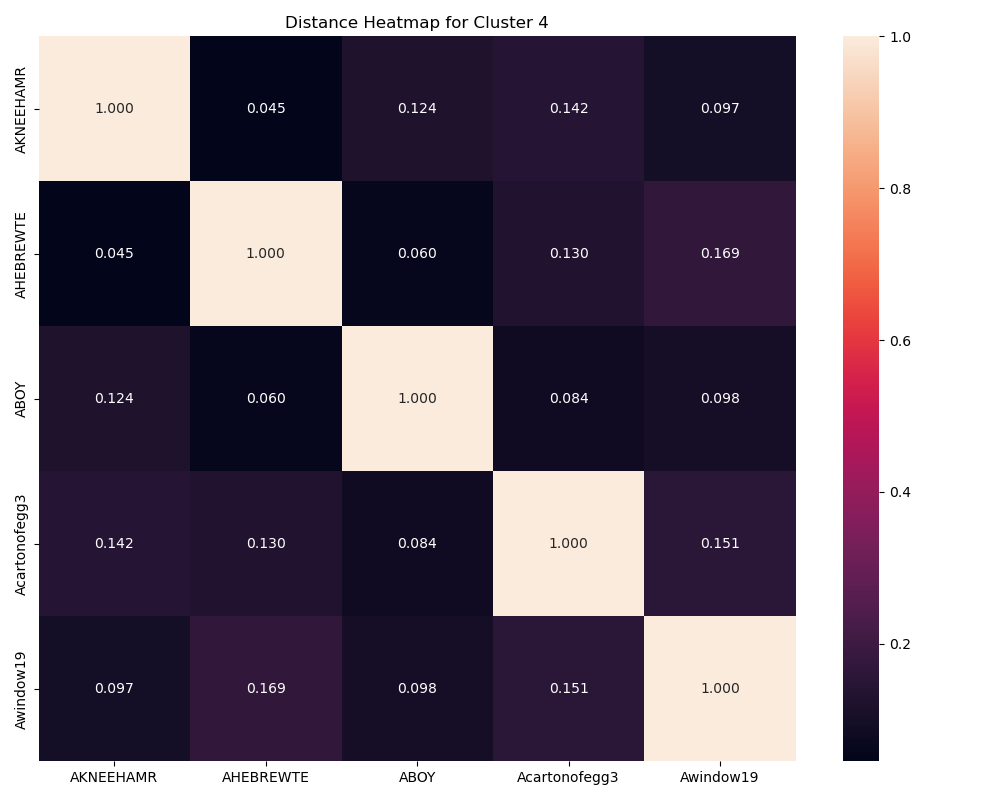 Distance Heatmap for Cluster 4
AKNEEHAMR 1.000 0.045 0.124 0.142 0.097
AHEBREWTE 0.045 1.000 0.060 0.130 0.169
ABOY 0.124 0.060 1.000 0.084 0.098
Acartonofegg3 0.142 0.130 0.084 1.000 0.151
Awindow19 0.097 0.169 0.098 0.151 1.000
AKNEEHAMR AHEBREWTE ABOY Acartonofegg3 Awindow19
1.0
0.8
0.6
0.4
0.2